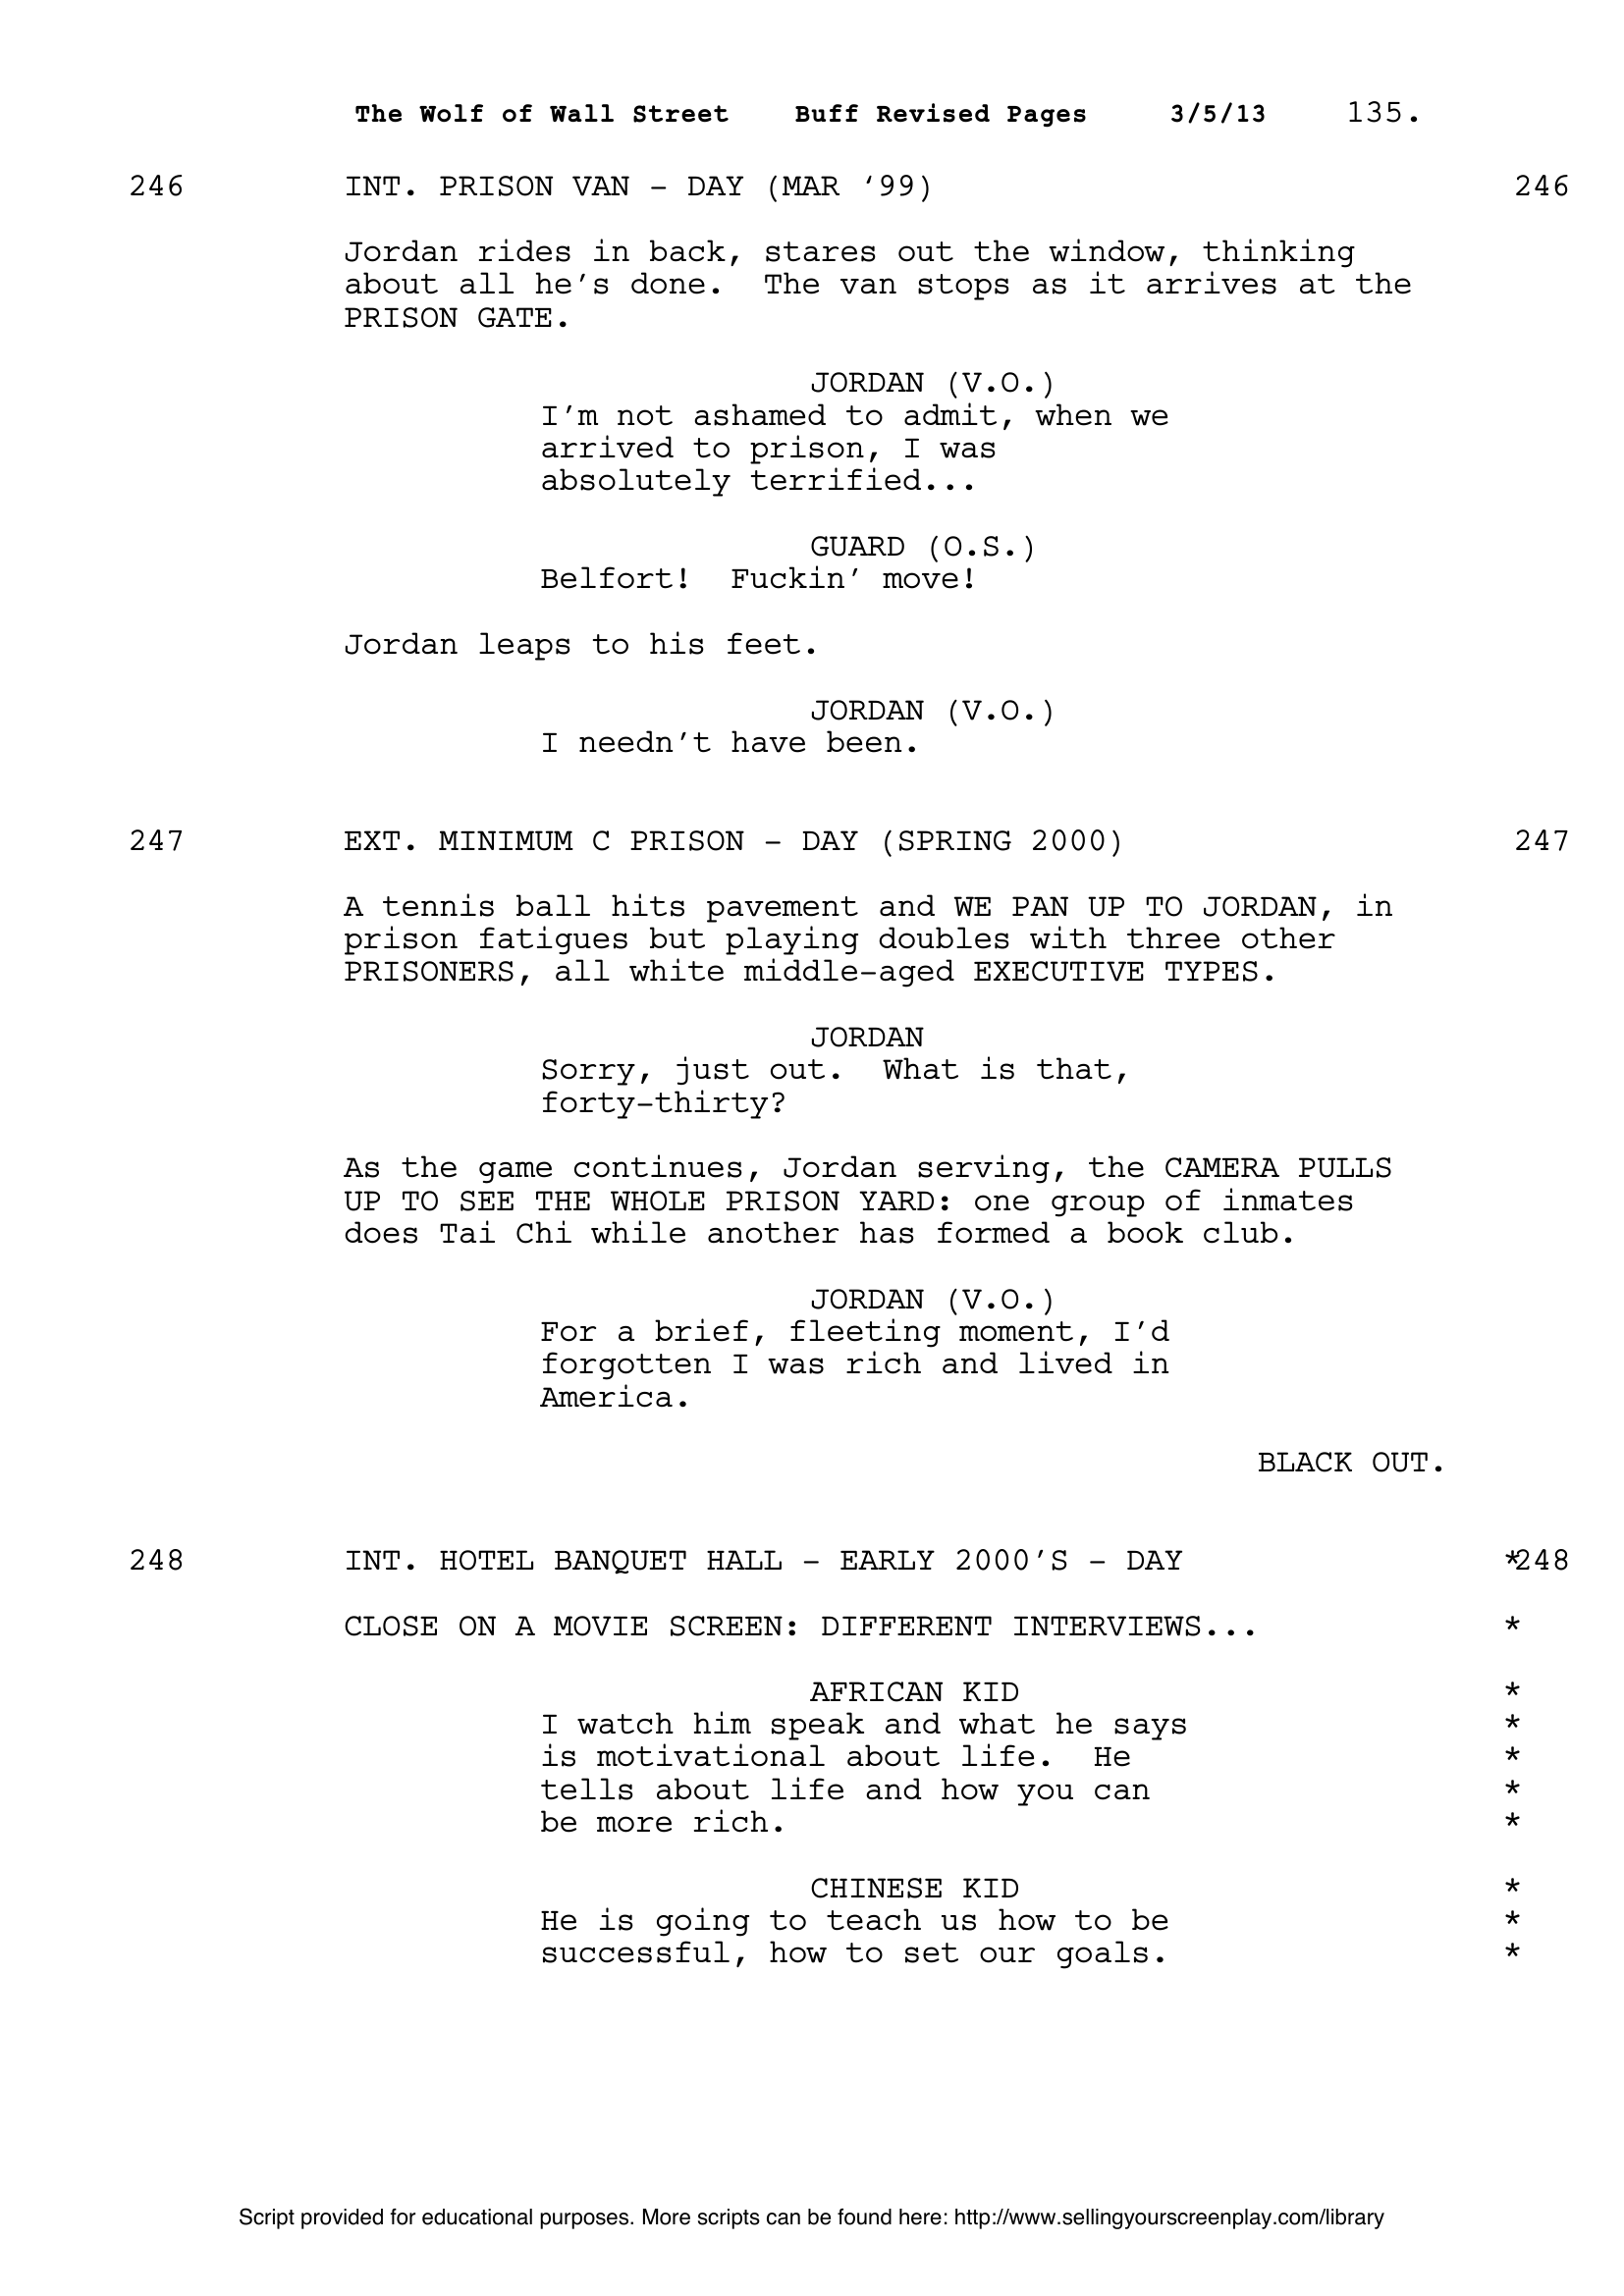 The Wolf of Wall Street Buff Revised Pages 3/5/13 135.
246 INT. PRISON VAN - DAY (MAR ‘99) 246
Jordan rides in back, stares out the window, thinking
about all he’s done. The van stops as it arrives at the
PRISON GATE.
JORDAN (V.O.)
I’m not ashamed to admit, when we
arrived to prison, I was
absolutely terrified...
GUARD (O.S.)
Belfort! Fuckin’ move!
Jordan leaps to his feet.
JORDAN (V.O.)
I needn’t have been.
247 EXT. MINIMUM C PRISON - DAY (SPRING 2000) 247
A tennis ball hits pavement and WE PAN UP TO JORDAN, in
prison fatigues but playing doubles with three other
PRISONERS, all white middle-aged EXECUTIVE TYPES.
JORDAN
Sorry, just out. What is that,
forty-thirty?
As the game continues, Jordan serving, the CAMERA PULLS
UP TO SEE THE WHOLE PRISON YARD: one group of inmates
does Tai Chi while another has formed a book club.
JORDAN (V.O.)
For a brief, fleeting moment, I’d
forgotten I was rich and lived in
America.
BLACK OUT.
248 INT. HOTEL BANQUET HALL - EARLY 2000’S - DAY *248
CLOSE ON A MOVIE SCREEN: DIFFERENT INTERVIEWS... *
AFRICAN KID *
I watch him speak and what he says *
is motivational about life. He *
tells about life and how you can *
be more rich. *
CHINESE KID *
He is going to teach us how to be *
successful, how to set our goals. *
Script provided for educational purposes. More scripts can be found here: http://www.sellingyourscreenplay.com/library